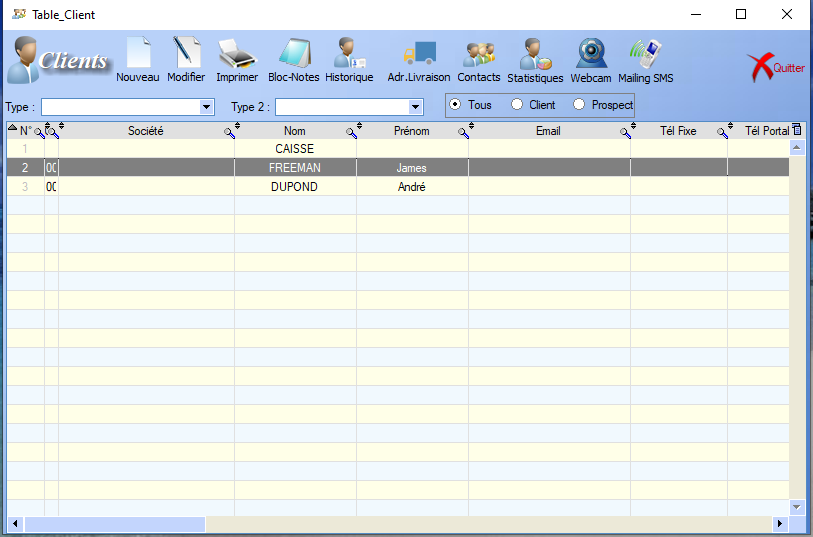 Table_Client
Clients
Nouveau Modifier Imprimer Bloc-Notes Historique Adr.Livraison Contacts Statistiques Webcam Mailing SMS Quitter
Type : Type 2 : Tous Client Prospect
N° Société Nom Prénom Email Tél Fixe Tél Portal
1 CAISSE
2 00 FREEMAN James
3 00 DUPOND André